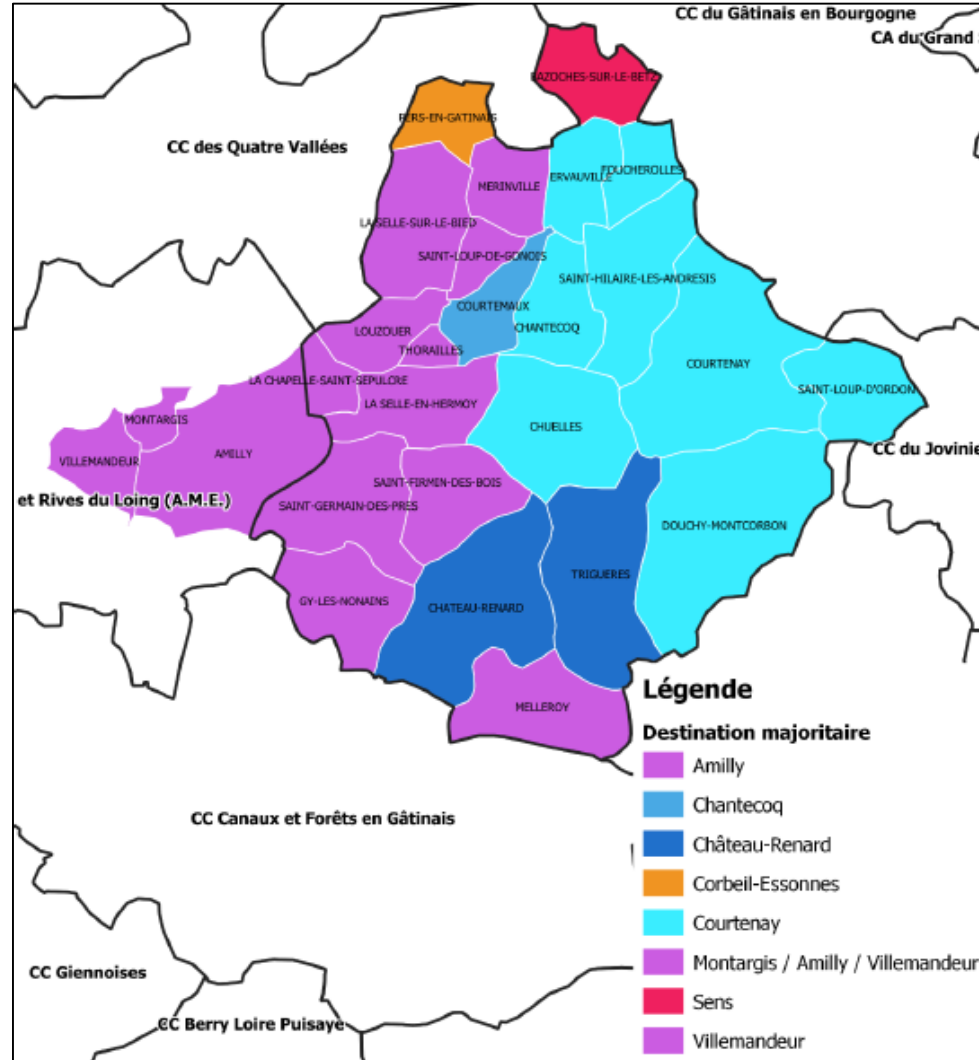 CC du Gâtinais en Bourgogne
CA du Grand
BAZOCHES-SUR-LE-BETZ
PERS-EN-GATINAIS
CC des Quatre Vallées
ERVAUVILLE
FOUCHEROLLES
MERINVILLE
LA SELLE-SUR-LE-BIED
SAINT-LOUP-DE-GONOIS
SAINT-HILAIRE-LES-ANDRESIS
COURTEMAUX
CHANTECOQ
LOUZOUER
THORAILLES
COURTENAY
LA CHAPELLE-SAINT-SEPULCRE
SAINT-LOUP-D'ORDON
LA SELLE-EN-HERMOY
MONTARGIS
CHUELLES
AMILLY
VILLEMANDEUR
CC du Jovinie
SAINT-FIRMIN-DES-BOIS
et Rives du Loing (A.M.E.)
SAINT-GERMAIN-DES-PRES
DOUCHY-MONTCORBON
TRIGUERES
GY-LES-NONAINS
CHATEAU-RENARD
MELLEROY
Légende
Destination majoritaire
Amilly
Chantecoq
Château-Renard
Corbeil-Essonnes
Courtenay
Montargis / Amilly / Villemandeur
Sens
Villemandeur
CC Canaux et Forêts en Gâtinais
CC Giennoises
CC Berry Loire Puisaye